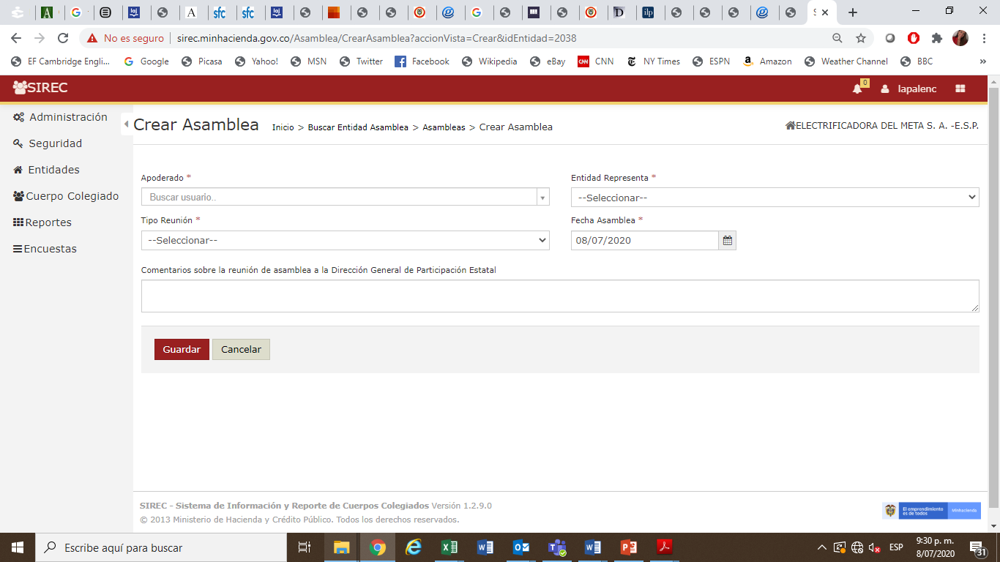 No es seguro | sirec.minhacienda.gov.co/Asamblea/CrearAsamblea?accionVista=Crear&idEntidad=2038
EF Cambridge Engli... Google Picasa Yahoo! MSN Twitter Facebook Wikipedia eBay CNN NY Times ESPN Amazon Weather Channel BBC »
SIREC 0 lapalenc
Administración
Seguridad
Entidades
Cuerpo Colegiado
Reportes
Encuestas
Crear Asamblea Inicio > Buscar Entidad Asamblea > Asambleas > Crear Asamblea ELECTRIFICADORA DEL META S. A. -E.S.P.
Apoderado * Entidad Representa *
Buscar usuario.. --Seleccionar--
Tipo Reunión * Fecha Asamblea *
--Seleccionar-- 08/07/2020
Comentarios sobre la reunión de asamblea a la Dirección General de Participación Estatal
Guardar Cancelar
SIREC - Sistema de Información y Reporte de Cuerpos Colegiados Versión 1.2.9.0
© 2013 Ministerio de Hacienda y Crédito Público. Todos los derechos reservados.
El emprendimiento es de todos Minhacienda
Escribe aquí para buscar
ESP
9:30 p. m.
8/07/2020
31